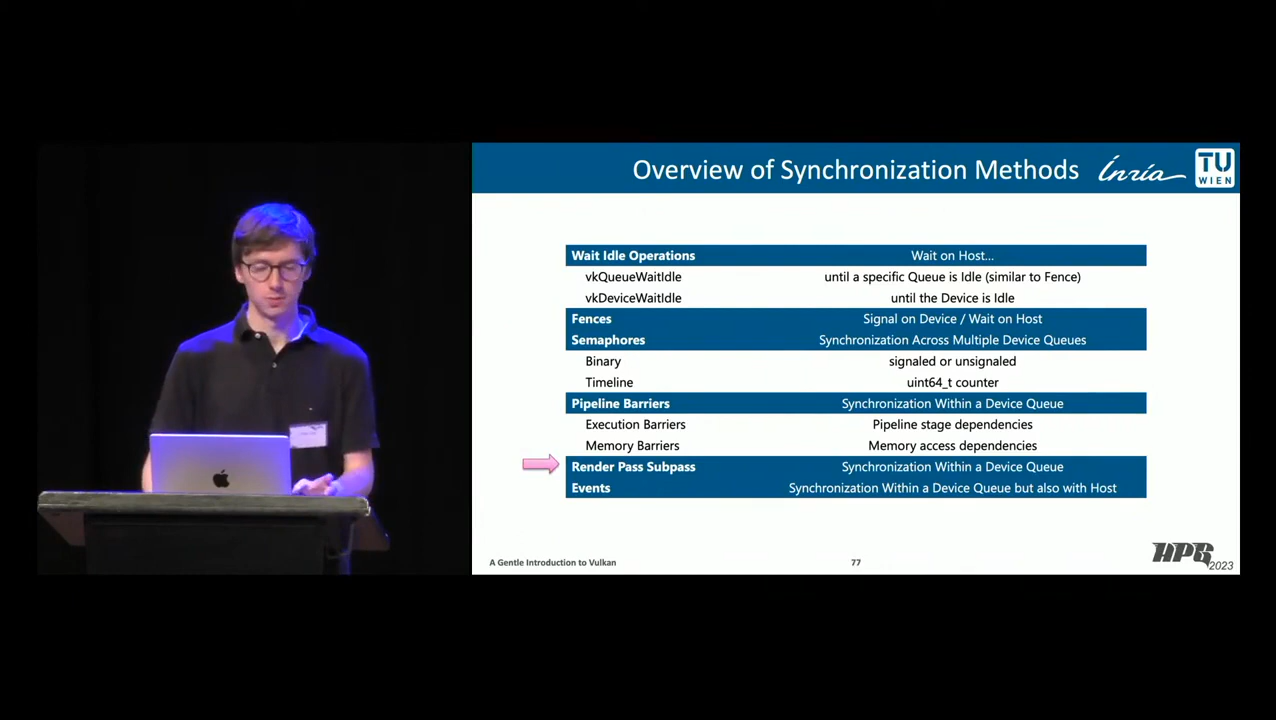 Overview of Synchronization Methods
Inria
TU
WIEN
Wait Idle Operations Wait on Host...
vkQueueWaitIdle until a specific Queue is Idle (similar to Fence)
vkDeviceWaitIdle until the Device is Idle
Fences Signal on Device / Wait on Host
Semaphores Synchronization Across Multiple Device Queues
Binary signaled or unsignaled
Timeline uint64_t counter
Pipeline Barriers Synchronization Within a Device Queue
Execution Barriers Pipeline stage dependencies
Memory Barriers Memory access dependencies
Render Pass Subpass Synchronization Within a Device Queue
Events Synchronization Within a Device Queue but also with Host
A Gentle Introduction to Vulkan 77
HPG 2023